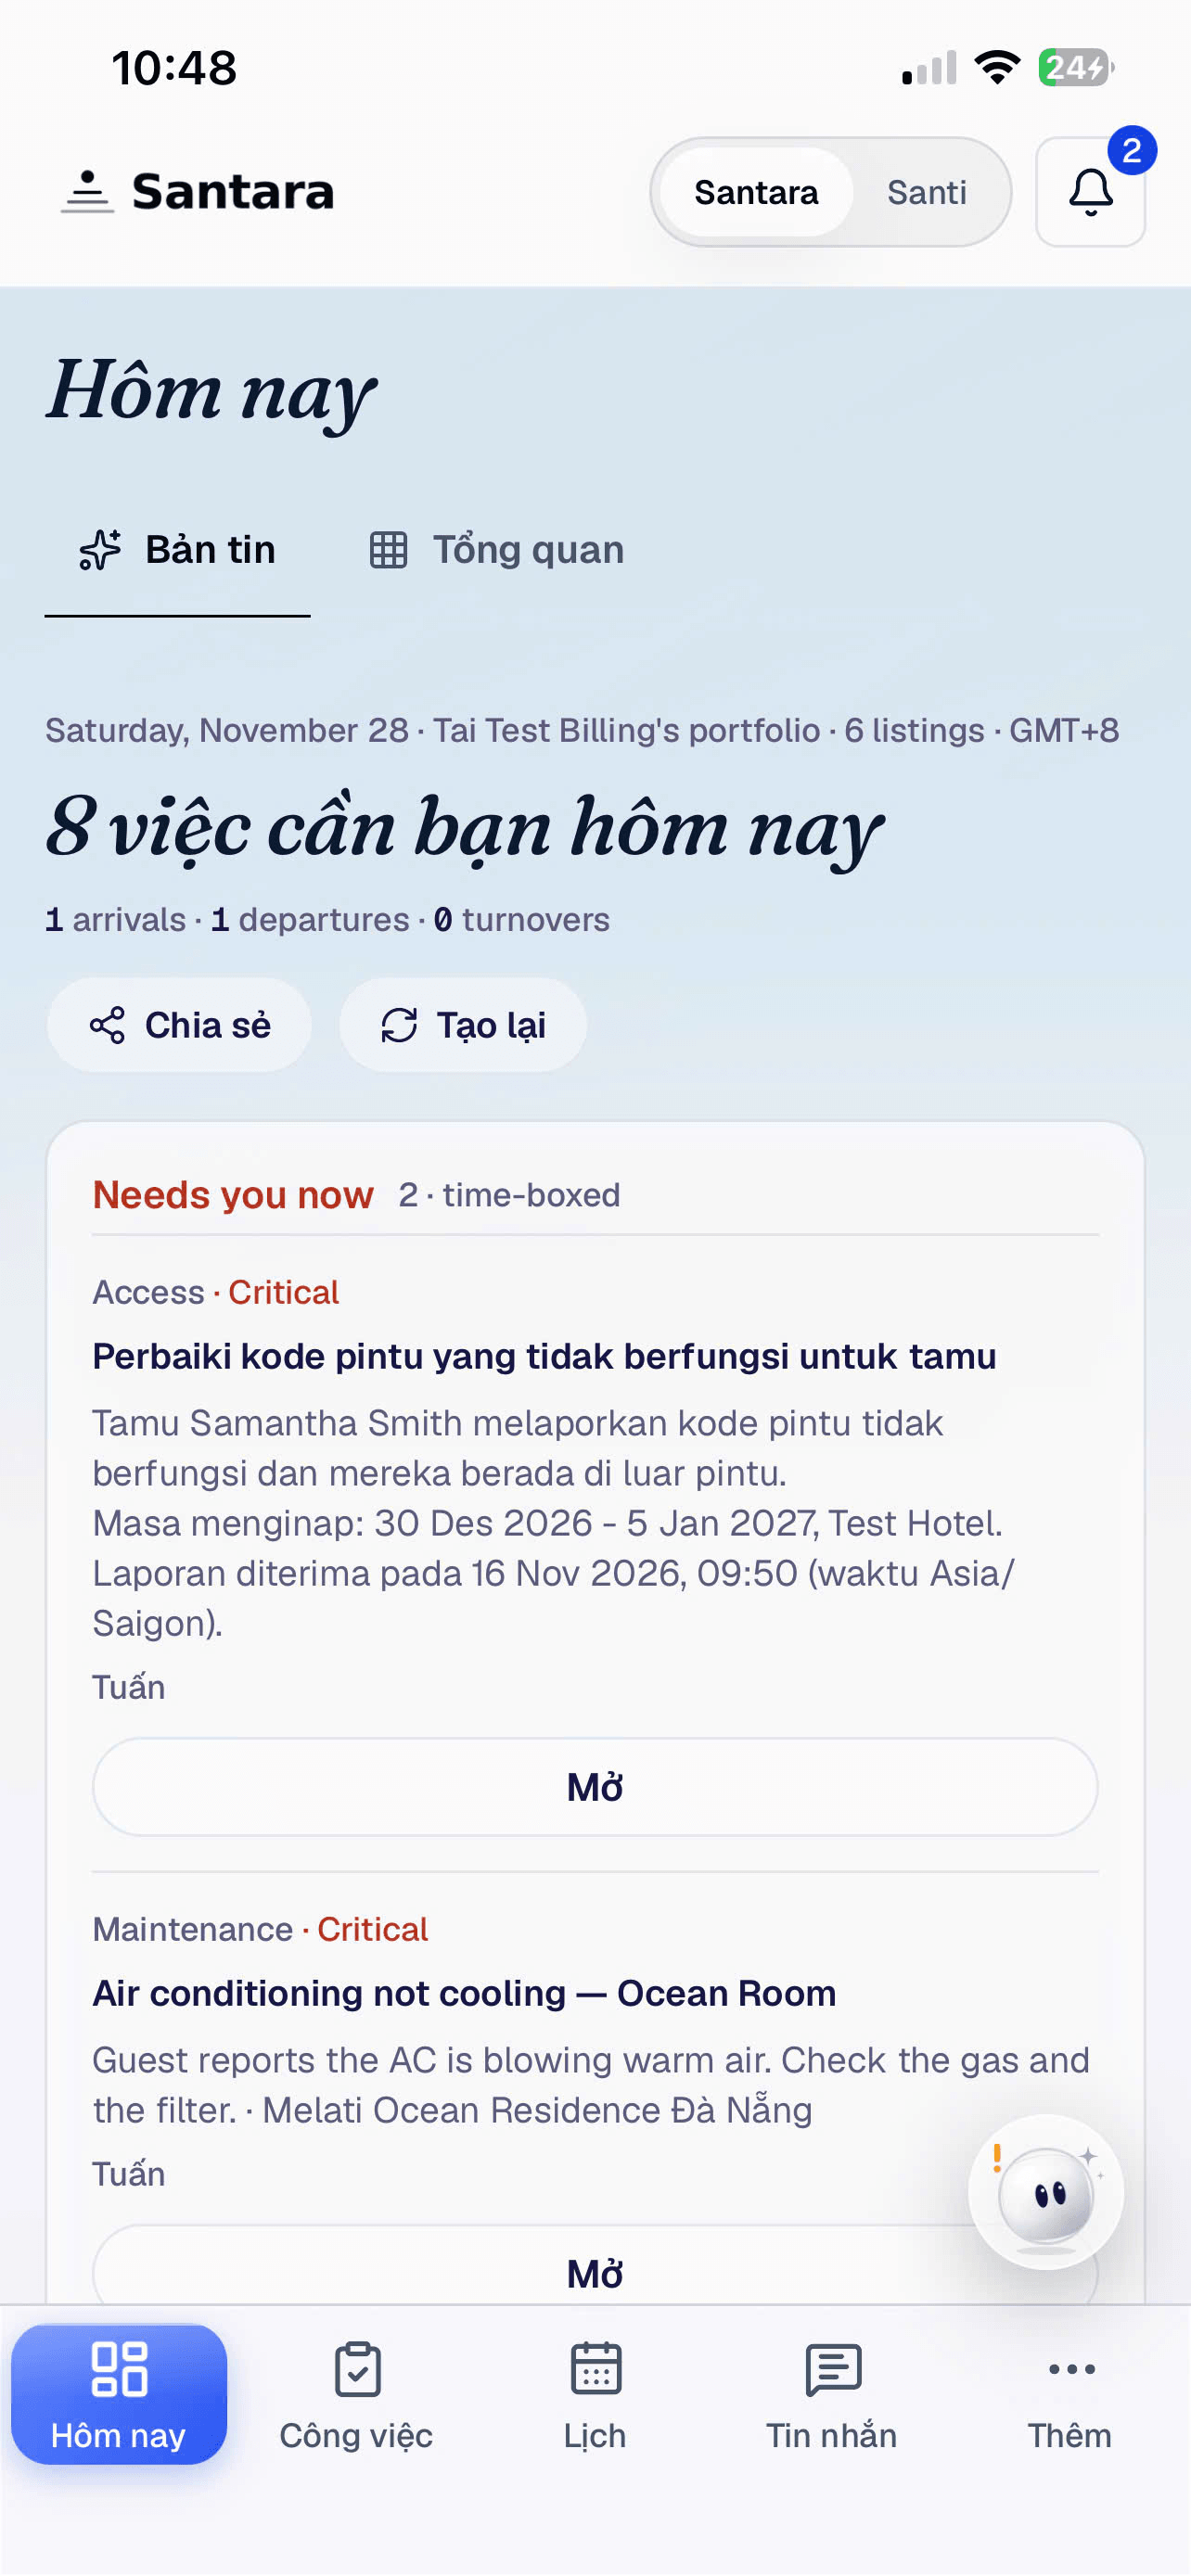 10:48
24
Santara
Santara
Santi
2
Hôm nay
Bản tin
Tổng quan
Saturday, November 28 · Tai Test Billing's portfolio · 6 listings · GMT+8
8 việc cần bạn hôm nay
1 arrivals · 1 departures · 0 turnovers
Chia sẻ
Tạo lại
Needs you now 2 · time-boxed
Access · Critical
Perbaiki kode pintu yang tidak berfungsi untuk tamu
Tamu Samantha Smith melaporkan kode pintu tidak
berfungsi dan mereka berada di luar pintu.
Masa menginap: 30 Des 2026 - 5 Jan 2027, Test Hotel.
Laporan diterima pada 16 Nov 2026, 09:50 (waktu Asia/
Saigon).
Tuấn
Mở
Maintenance · Critical
Air conditioning not cooling — Ocean Room
Guest reports the AC is blowing warm air. Check the gas and
the filter. · Melati Ocean Residence Đà Nẵng
Tuấn
Mở
Hôm nay
Công việc
Lịch
Tin nhắn
Thêm